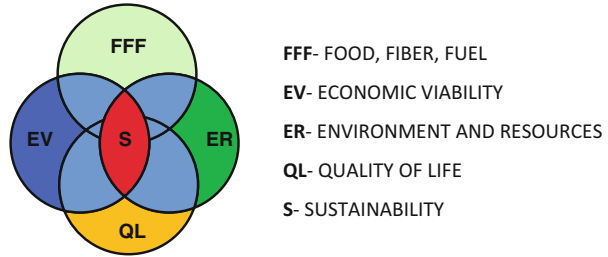 FFF
EV
S
ER
QL
FFF- FOOD, FIBER, FUEL
EV- ECONOMIC VIABILITY
ER- ENVIRONMENT AND RESOURCES
QL- QUALITY OF LIFE
S- SUSTAINABILITY